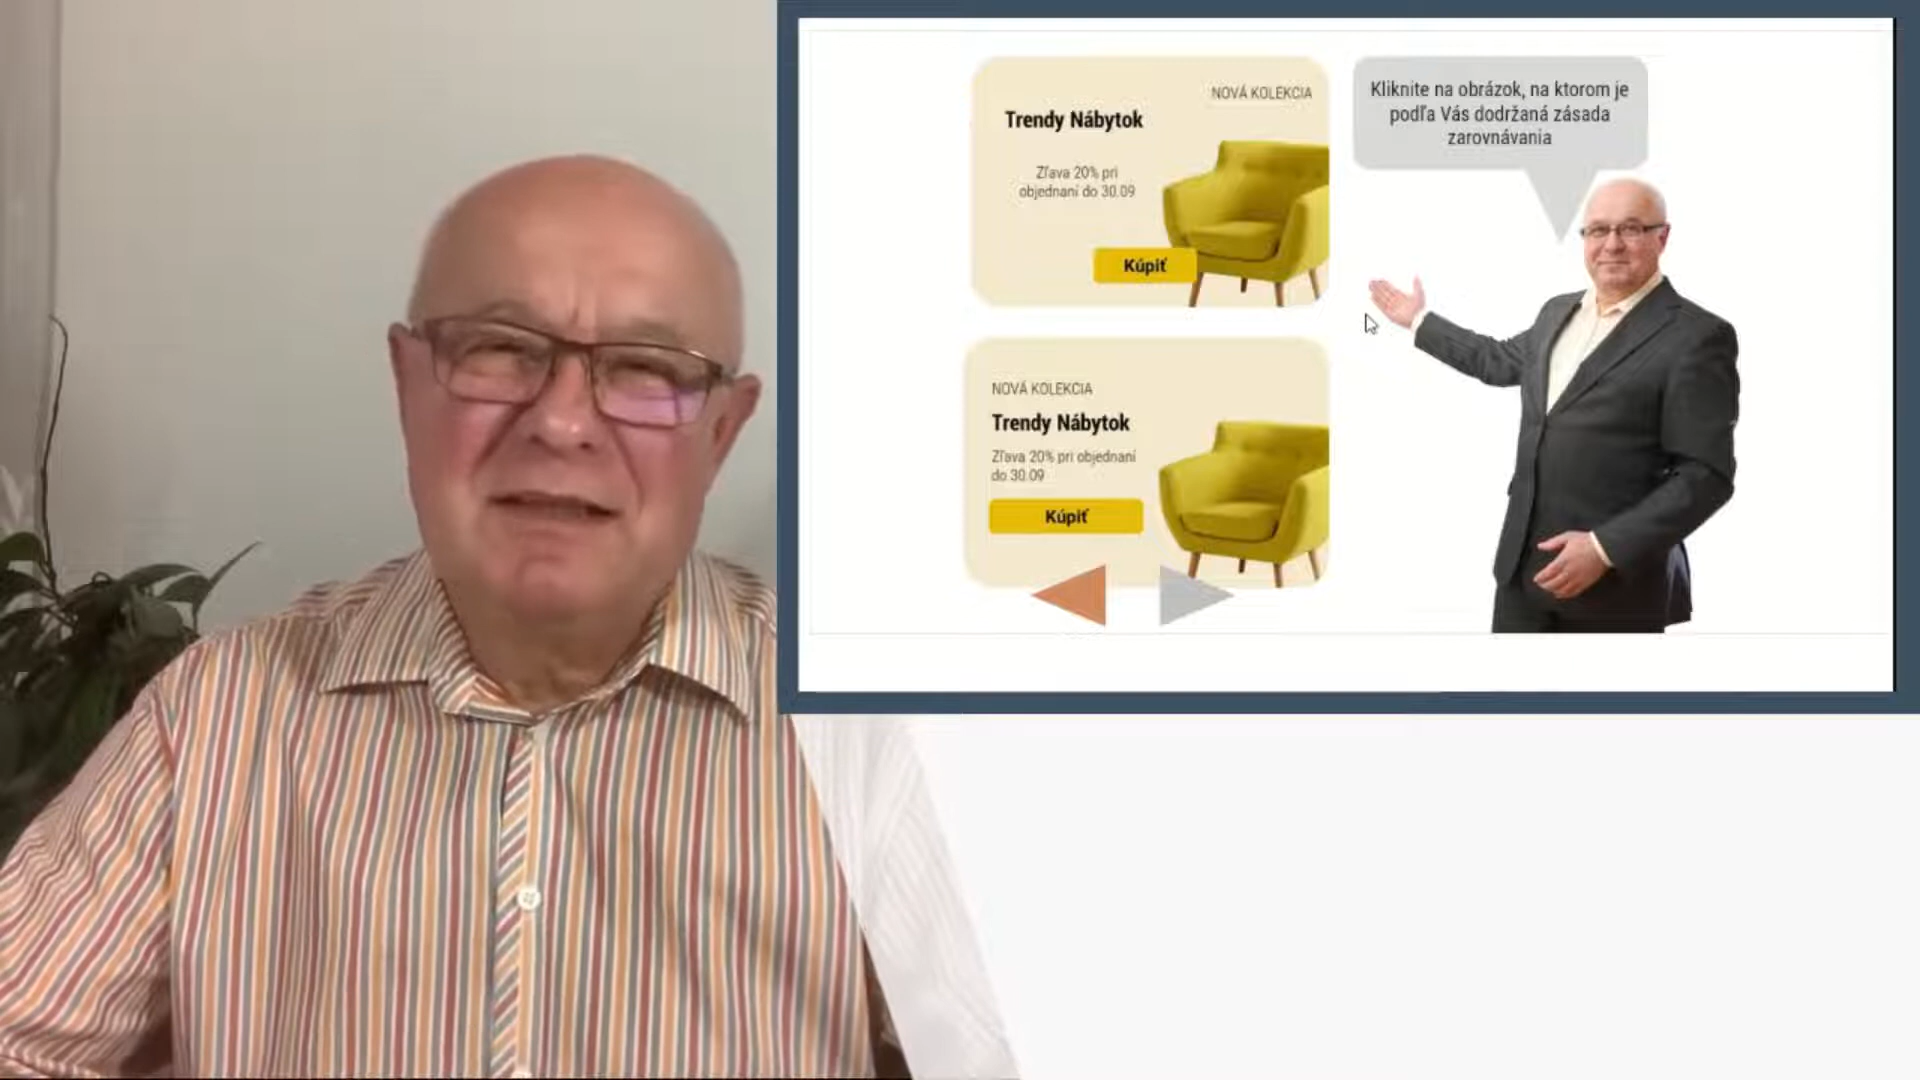 NOVÁ KOLEKCIA
Trendy Nábytok
Zľava 20% pri
objednaní do 30.09
Kúpiť
Kliknite na obrázok, na ktorom je
podľa Vás dodržaná zásada
zarovnávania
NOVÁ KOLEKCIA
Trendy Nábytok
Zľava 20% pri objednaní
do 30.09
Kúpiť